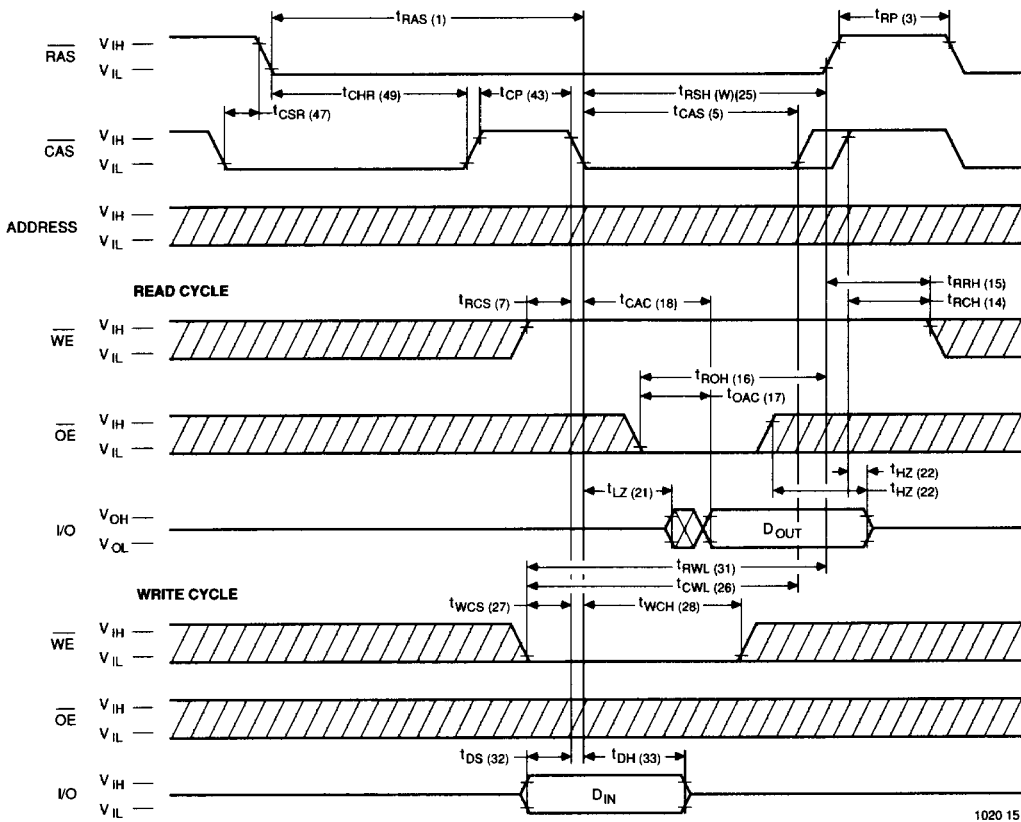 tRAS (1)
tRP (3)
RAS
VIH
VIL
tCHR (49)
tCP (43)
tRSH (W)(25)
tCSR (47)
tCAS (5)
CAS
VIH
VIL
ADDRESS
VIH
VIL
tRRH (15)
READ CYCLE
tRCS (7)
tCAC (18)
tRCH (14)
WE
VIH
VIL
tROH (16)
tOAC (17)
OE
VIH
VIL
tHZ (22)
tLZ (21)
tHZ (22)
I/O
VOH
VOL
DOUT
tRWL (31)
tCWL (26)
WRITE CYCLE
tWCS (27)
tWCH (28)
WE
VIH
VIL
OE
VIH
VIL
tDS (32)
tDH (33)
I/O
VIH
VIL
DIN
1020 15